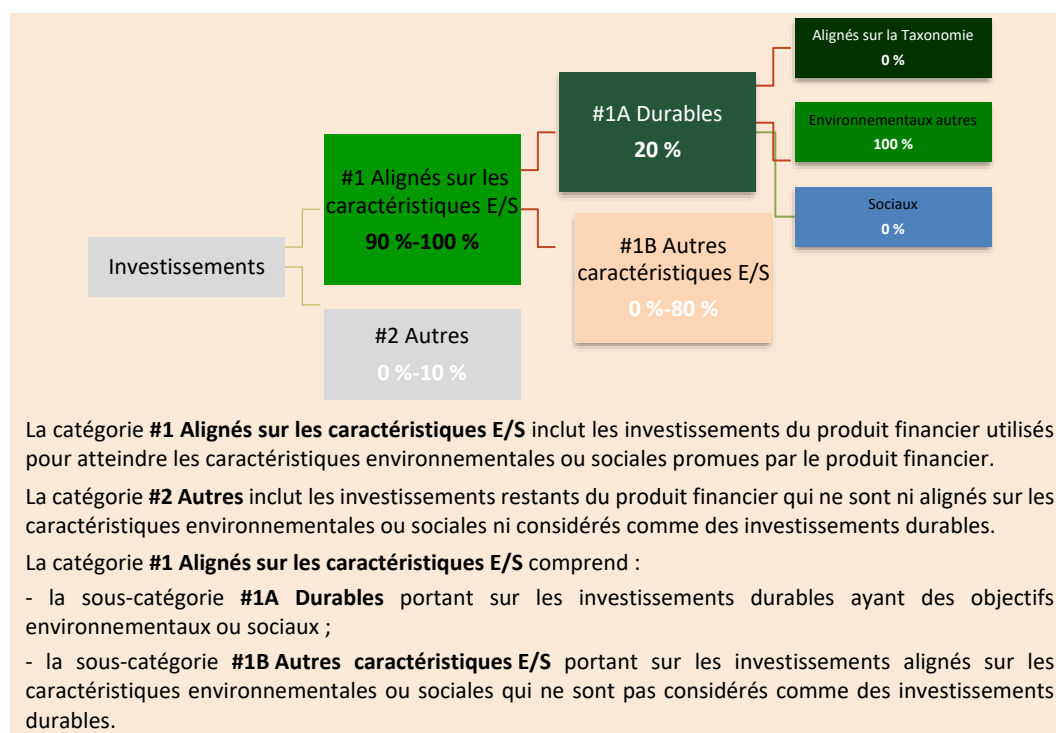 Alignés sur la Taxonomie
0 %
#1A Durables
20 %
Environnementaux autres
100 %
#1 Alignés sur les
caractéristiques E/S
90 %-100 %
Sociaux
0 %
#1B Autres
caractéristiques E/S
0 %-80 %
Investissements
#2 Autres
0 %-10 %
La catégorie #1 Alignés sur les caractéristiques E/S inclut les investissements du produit financier utilisés
pour atteindre les caractéristiques environnementales ou sociales promues par le produit financier.
La catégorie #2 Autres inclut les investissements restants du produit financier qui ne sont ni alignés sur les
caractéristiques environnementales ou sociales ni considérés comme des investissements durables.
La catégorie #1 Alignés sur les caractéristiques E/S comprend :
- la sous-catégorie #1A Durables portant sur les investissements durables ayant des objectifs
environnementaux ou sociaux ;
- la sous-catégorie #1B Autres caractéristiques E/S portant sur les investissements alignés sur les
caractéristiques environnementales ou sociales qui ne sont pas considérés comme des investissements
durables.